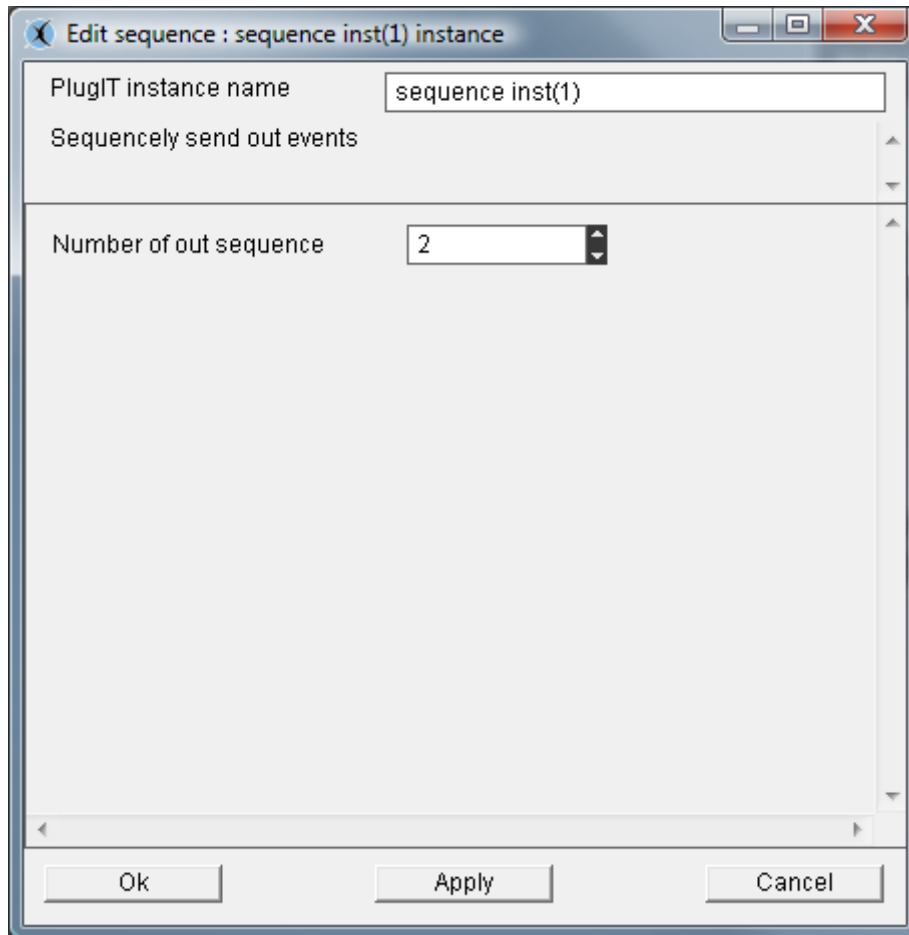 Edit sequence : sequence inst(1) instance
PlugIT instance name
sequence inst(1)
Sequencely send out events
Number of out sequence
2
Ok
Apply
Cancel